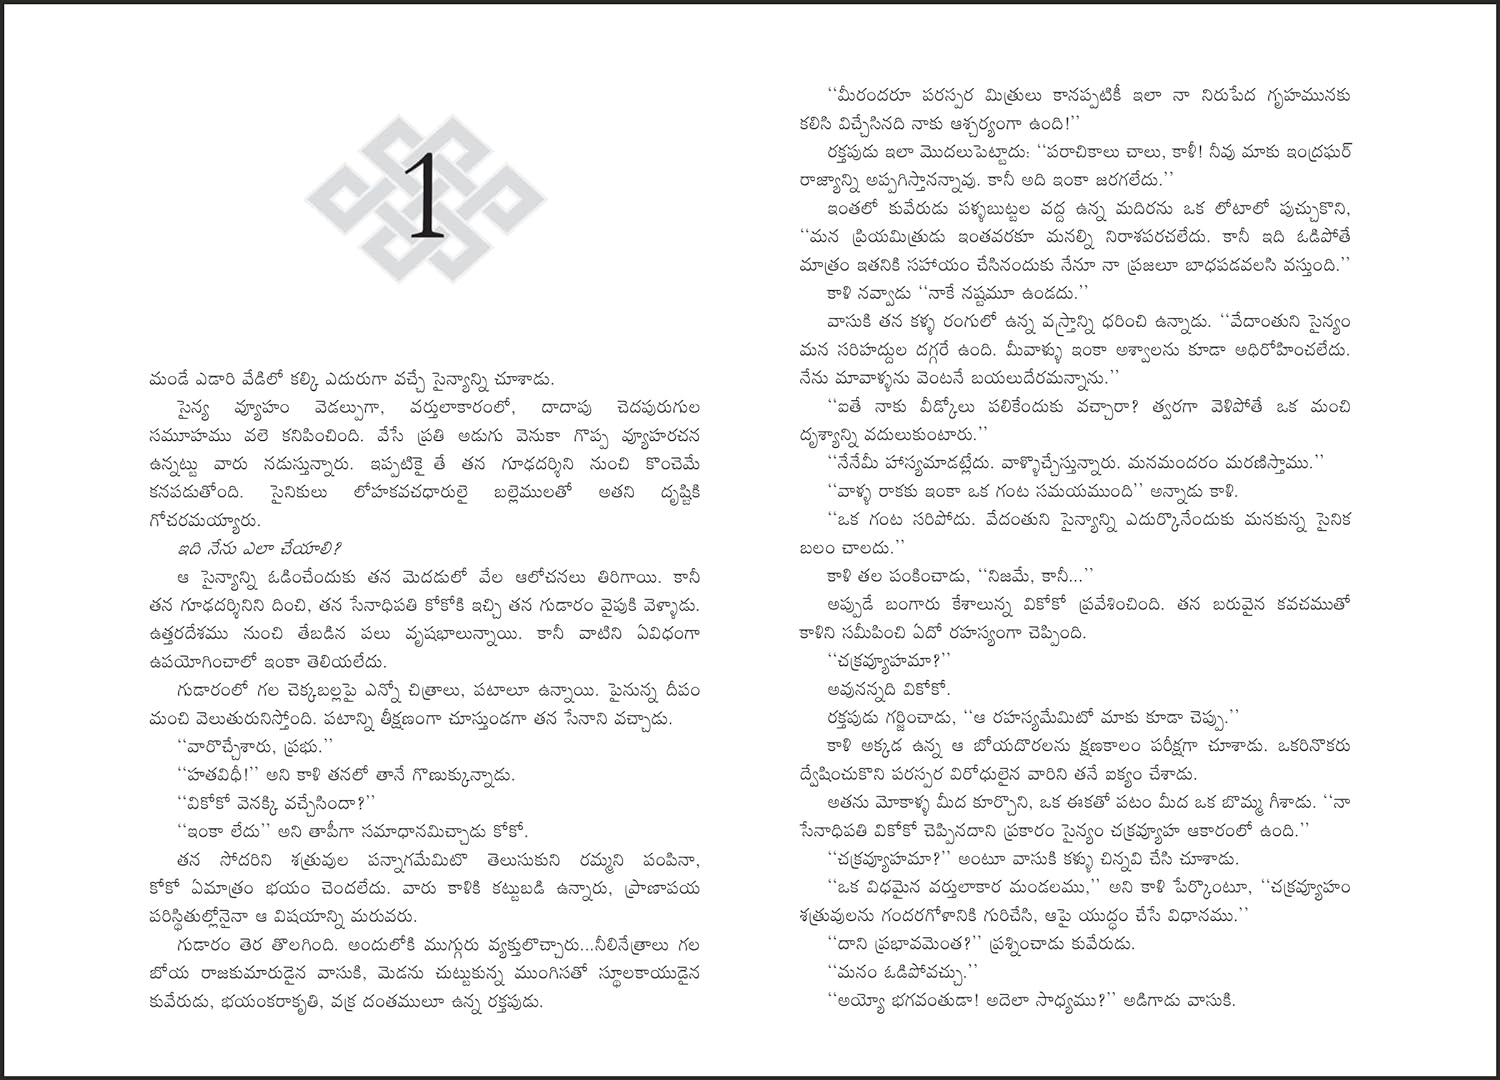 1
మండే ఎడారి వేడిలో కల్కి ఎదురుగా వచ్చే సైన్యాన్ని చూశాడు.
సైన్య వ్యూహం వెడల్పుగా, వర్తులాకారంలో, దాదాపు చెదపురుగుల
సమూహము వలె కనిపించింది. వేసే ప్రతి అడుగు వెనుకా గొప్ప వ్యూహరచన
ఉన్నట్టు వారు నడుస్తున్నారు. ఇప్పటికై తే తన గూఢదర్శిని నుంచి కొంచెమే
కనపడుతోంది. సైనికులు లోహకవచధారులై బల్లెములతో అతని దృష్టికి
గోచరమయ్యారు.
ఇది నేను ఎలా చేయాలి?
ఆ సైన్యాన్ని ఓడించేందుకు తన మెదడులో వేల ఆలోచనలు తిరిగాయి. కానీ
తన గూఢదర్శినిని దించి, తన సేనాధిపతి కోకోకి ఇచ్చి తన గుడారం వైపుకి వెళ్ళాడు.
ఉత్తరదేశము నుంచి తేబడిన పలు వృషభాలున్నాయి. కానీ వాటిని ఏవిధంగా
ఉపయోగించాలో ఇంకా తెలియలేదు.
గుడారంలో గల చెక్కబల్లపై ఎన్నో చిత్రాలు, పటాలూ ఉన్నాయి. పైనున్న దీపం
మంచి వెలుతురునిస్తోంది. పటాన్ని తీక్షణంగా చూస్తుండగా తన సేనాని వచ్చాడు.
‘‘వారొచ్చేశారు, ప్రభు.’’
‘‘హతవిధీ!’’ అని కాళి తనలో తానే గొణుక్కున్నాడు.
‘‘వికోకో వెనక్కి వచ్చేసిందా?’’
‘‘ఇంకా లేదు’’ అని తాపీగా సమాధానమిచ్చాడు కోకో.
తన సోదరిని శత్రువుల పన్నాగమేమిటొ తెలుసుకుని రమ్మని పంపినా,
కోకో ఏమాత్రం భయం చెందలేదు. వారు కాళికి కట్టుబడి ఉన్నారు, ప్రాణాపయ
పరిస్థితుల్లోనైనా ఆ విషయాన్ని మరువరు.
గుడారం తెర తొలగింది. అందులోకి ముగ్గురు వ్యక్తులొచ్చారు...నీలినేత్రాలు గల
బోయ రాజకుమారుడైన వాసుకి, మెడను చుట్టుకున్న ముంగిసతో స్థూలకాయుడైన
కువేరుడు, భయంకరాకృతి, వక్ర దంతములూ ఉన్న రక్తపుడు.
‘‘మీరందరూ పరస్పర మిత్రులు కానప్పటికీ ఇలా నా నిరుపేద గృహమునకు
కలిసి విచ్చేసినది నాకు ఆశ్చర్యంగా ఉంది!’’
రక్తపుడు ఇలా మొదలుపెట్టాదు: ‘‘పరాచికాలు చాలు, కాళీ! నీవు మాకు ఇంద్రఘర్
రాజ్యాన్ని అప్పగిస్తానన్నావు. కానీ అది ఇంకా జరగలేదు.’’
ఇంతలో కువేరుడు పళ్ళబుట్టల వద్ద ఉన్న మదిరను ఒక లోటాలో పుచ్చుకొని,
‘‘మన ప్రియమిత్రుడు ఇంతవరకూ మనల్ని నిరాశపరచలేదు. కానీ ఇది ఓడిపోతే
మాత్రం ఇతనికి సహాయం చేసినందుకు నేనూ నా ప్రజలూ బాధపడవలసి వస్తుంది.’’
కాళి నవ్వాడు ‘‘నాకే నష్టమూ ఉండదు.’’
వాసుకి తన కళ్ళ రంగులో ఉన్న వస్త్రాన్ని ధరించి ఉన్నాడు. ‘‘వేదాంతుని సైన్యం
మన సరిహద్దుల దగ్గరే ఉంది. మీవాళ్ళు ఇంకా అశ్వాలను కూడా అధిరోహించలేదు.
నేను మావాళ్ళను వెంటనే బయలుదేరమన్నాను.’’
‘‘ఐతే నాకు వీడ్కోలు పలికేందుకు వచ్చారా? త్వరగా వెళిపోతే ఒక మంచి
దృశ్యాన్ని వదులుకుంటారు.’’
‘‘నేనేమీ హాస్యమాడట్లేదు. వాళ్ళొచ్చేస్తున్నారు. మనమందరం మరణిస్తాము.’’
‘‘వాళ్ళ రాకకు ఇంకా ఒక గంట సమయముంది’’ అన్నాడు కాళి.
‘‘ఒక గంట సరిపోదు. వేదంతుని సైన్యాన్ని ఎదుర్కొనేందుకు మనకున్న సైనిక
బలం చాలదు.’’
కాళి తల పంకించాడు, ‘‘నిజమే, కానీ...’’
అప్పుడే బంగారు కేశాలున్న వికోకో ప్రవేశించింది. తన బరువైన కవచముతో
కాళిని సమీపించి ఏదో రహస్యంగా చెప్పింది.
‘‘చక్రవ్యూహమా?’’
అవునన్నది వికోకో.
రక్తపుడు గర్జించాడు, ‘‘ఆ రహస్యమేమిటో మాకు కూడా చెప్పు.’’
కాళి అక్కడ ఉన్న ఆ బోయదొరలను క్షణకాలం పరీక్షగా చూశాడు. ఒకరినొకరు
ద్వేషించుకొని పరస్పర విరోధులైన వారిని తనే ఐక్యం చేశాడు.
అతను మోకాళ్ళ మీద కూర్చొని, ఒక ఈకతో పటం మీద ఒక బొమ్మ గీశాడు. ‘‘నా
సేనాధిపతి వికోకో చెప్పినదాని ప్రకారం సైన్యం చక్రవ్యూహ ఆకారంలో ఉంది.’’
‘‘చక్రవ్యూహమా?’’ అంటూ వాసుకి కళ్ళు చిన్నవి చేసి చూశాడు.
‘‘ఒక విధమైన వర్తులాకార మండలము,’’ అని కాళి పేర్కొంటూ, ‘‘చక్రవ్యూహం
శత్రువులను గందరగోళానికి గురిచేసి, ఆపై యుద్ధం చేసే విధానము.’’
‘‘దాని ప్రభావమెంత?’’ ప్రశ్నించాడు కువేరుడు.
‘‘మనం ఓడిపోవచ్చు.’’
‘‘అయ్యో భగవంతుడా! అదెలా సాధ్యము?’’ అడిగాడు వాసుకి.